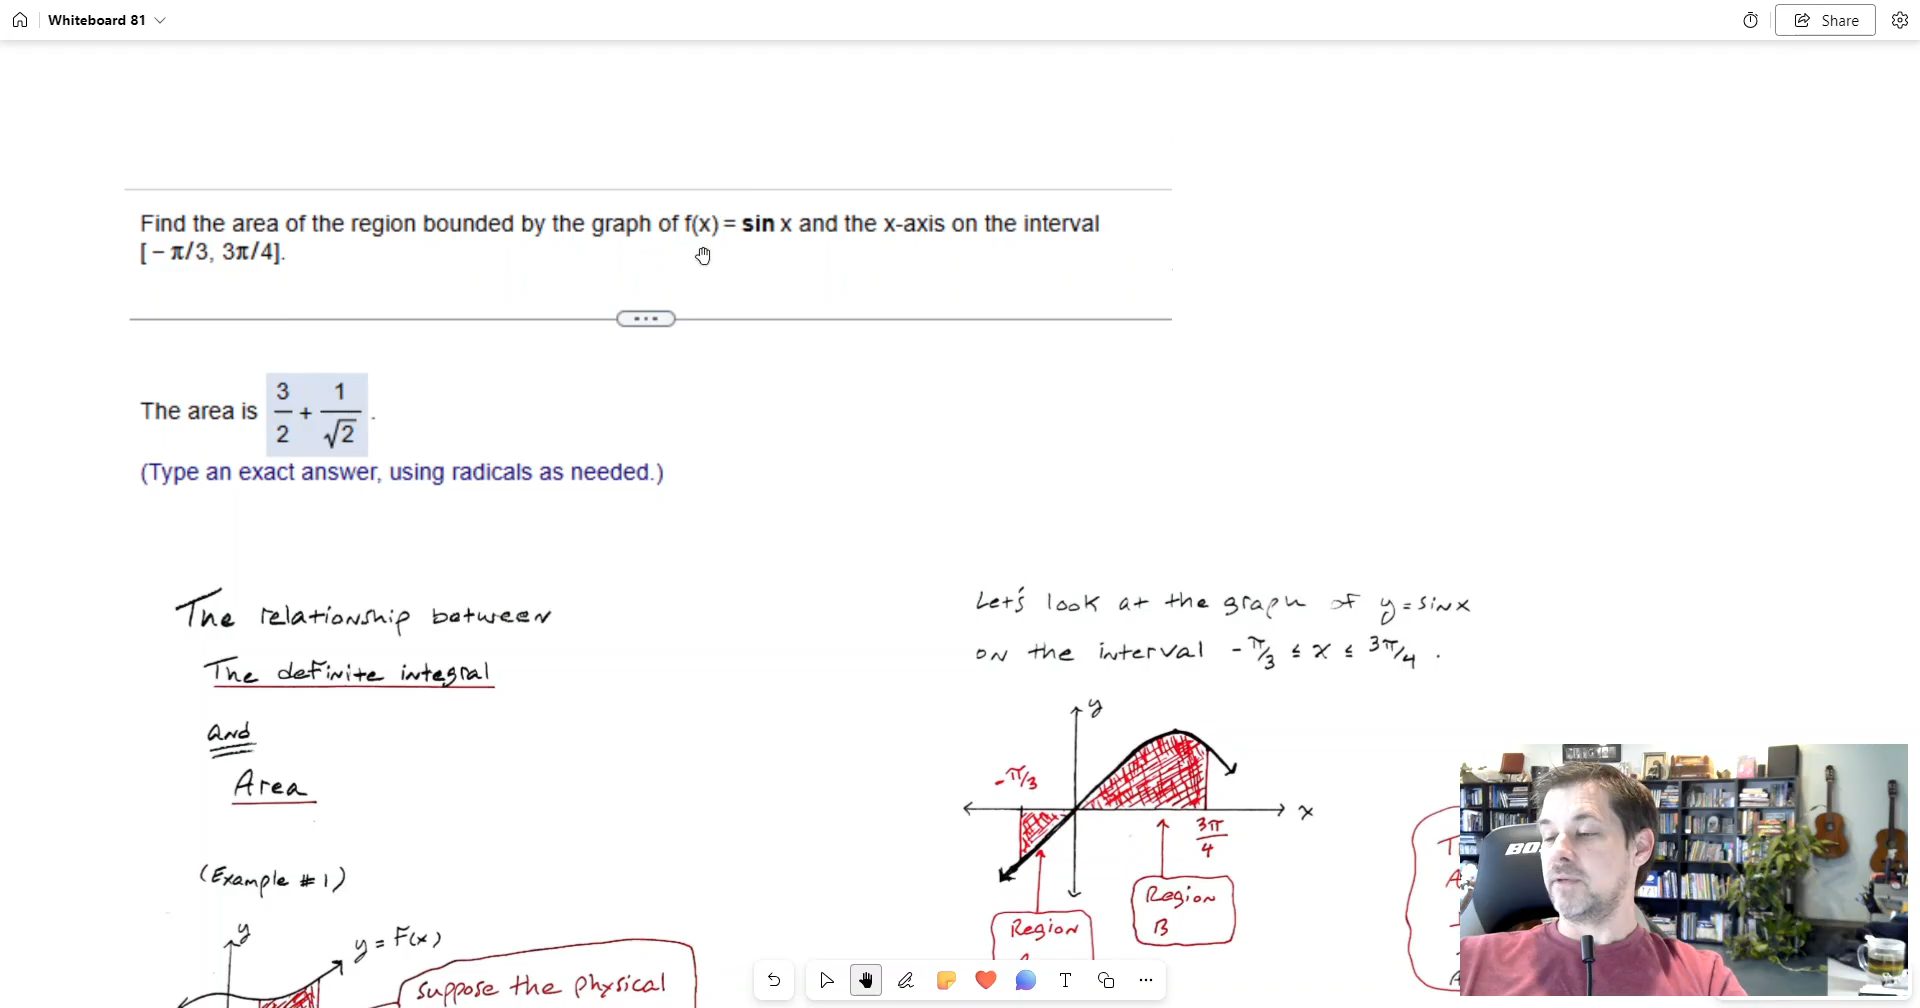 Whiteboard 81
Share
Find the area of the region bounded by the graph of f(x) = sin x and the x-axis on the interval
[ – π/3, 3π/4].
The area is 3/2 + 1/√2 .
(Type an exact answer, using radicals as needed.)
The relationship between
The definite integral
and
Area
(Example #1)
y
y = F(x)
suppose the physical
Let's look at the graph of y = sin x
on the interval -π/3 ≤ x ≤ 3π/4 .
y
-π/3
x
3π/4
Region
B
Region
T
BOSE